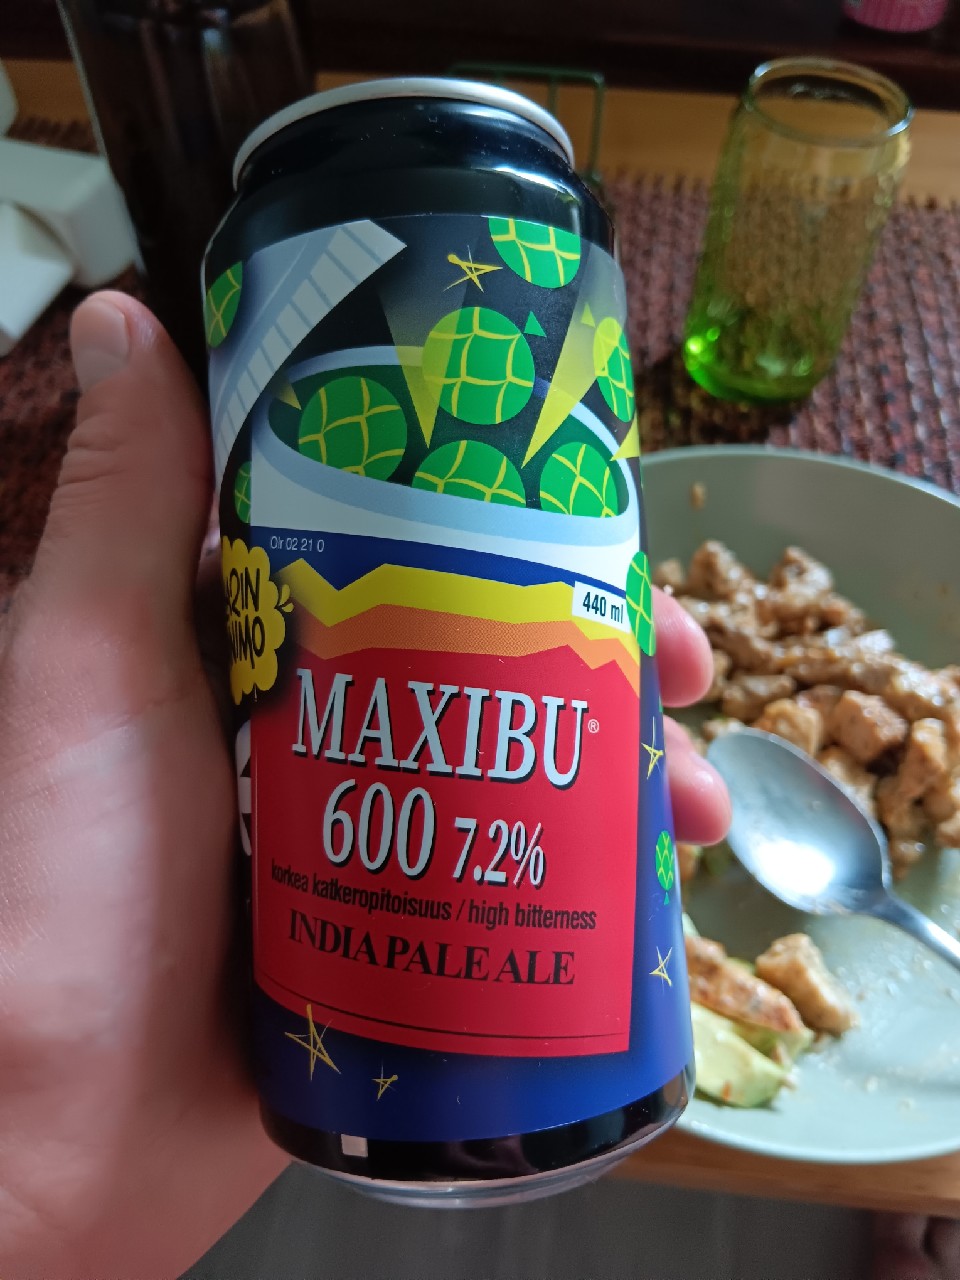 Olr 02 21 0
440 ml
MAXIBU®
600 7.2%
korkea katkeropitoisuus / high bitterness
INDIA PALE ALE